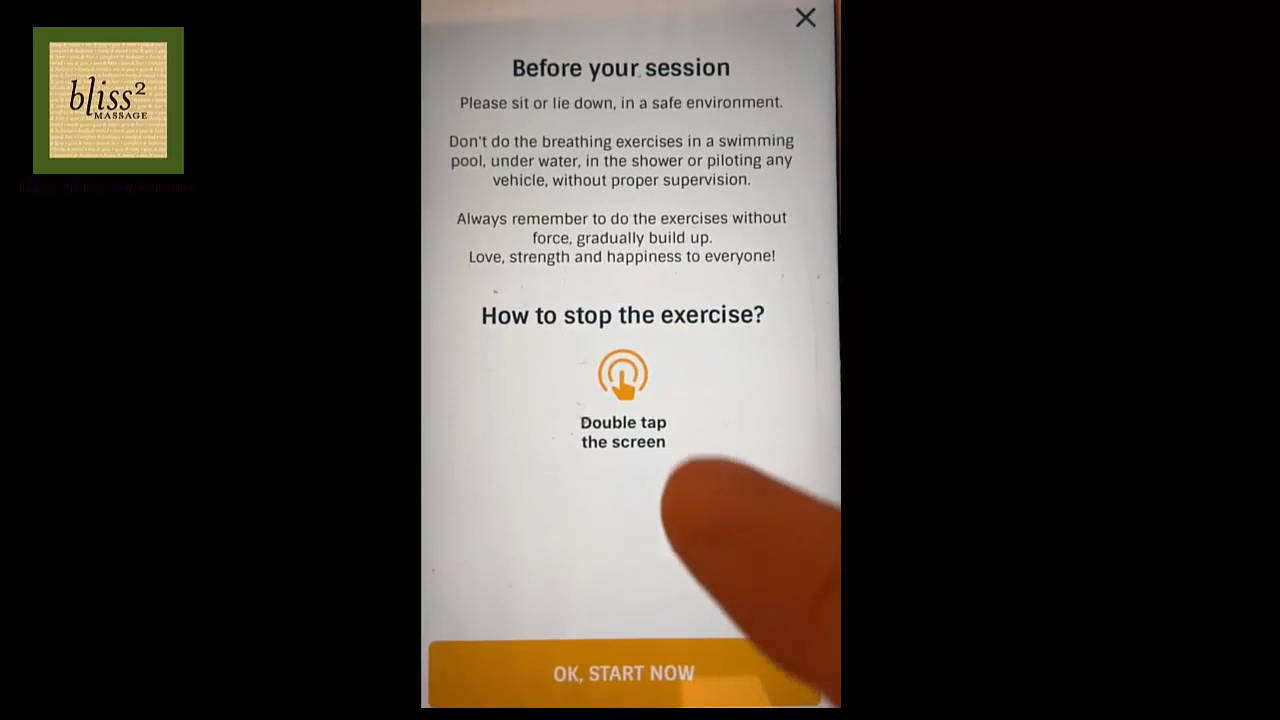 bliss²
MASSAGE
Before your session
Please sit or lie down, in a safe environment.
Don't do the breathing exercises in a swimming
pool, under water, in the shower or piloting any
vehicle, without proper supervision.
Always remember to do the exercises without
force, gradually build up.
Love, strength and happiness to everyone!
How to stop the exercise?
Double tap
the screen
OK, START NOW